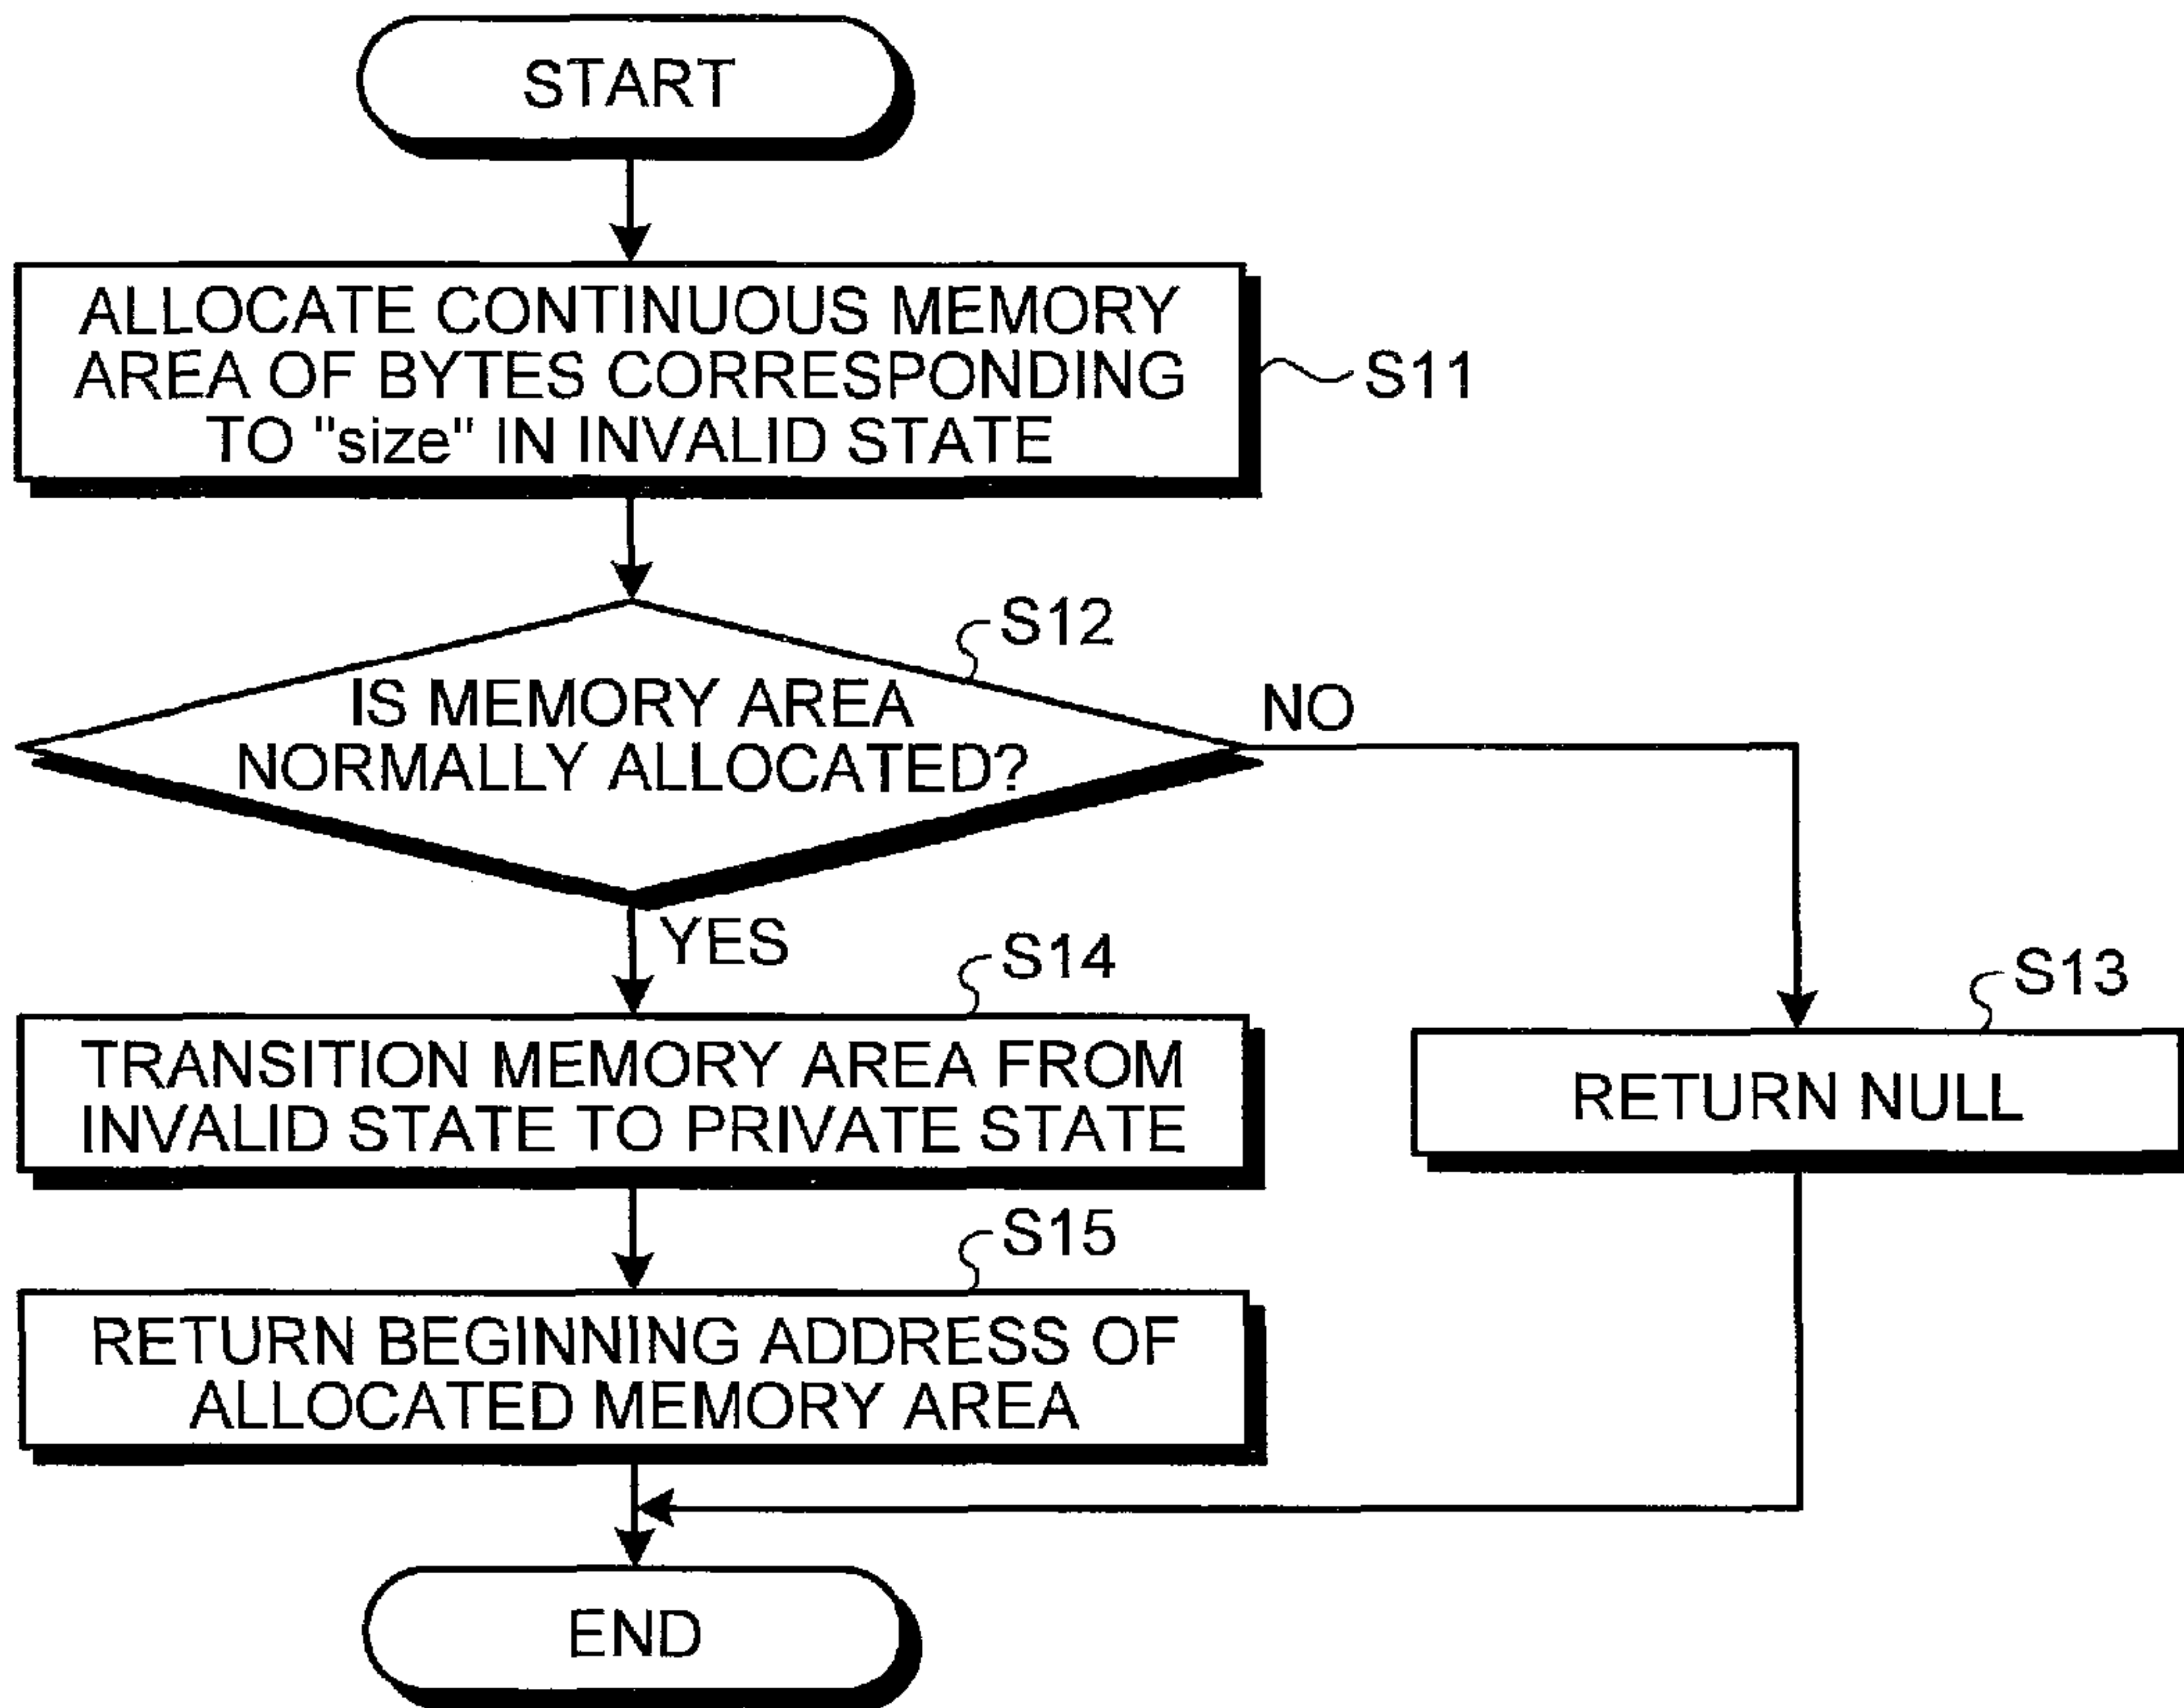 START
ALLOCATE CONTINUOUS MEMORY
AREA OF BYTES CORRESPONDING
TO "size" IN INVALID STATE
S11
S12
IS MEMORY AREA
NORMALLY ALLOCATED?
NO
YES
S14
TRANSITION MEMORY AREA FROM
INVALID STATE TO PRIVATE STATE
S13
RETURN NULL
S15
RETURN BEGINNING ADDRESS OF
ALLOCATED MEMORY AREA
END